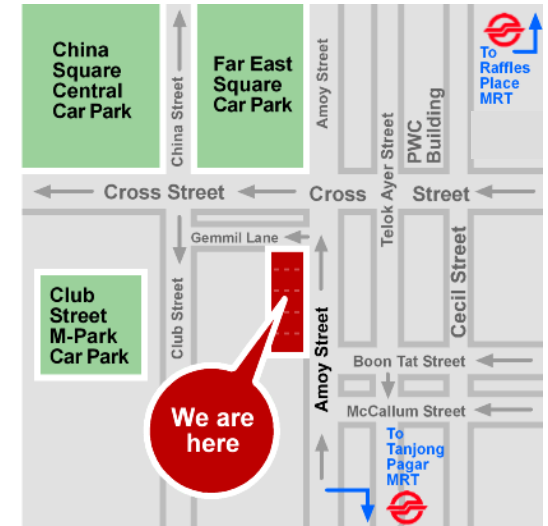 China
Square
Central
Car Park
China Street
Far East
Square
Car Park
Amoy Street
Telok Ayer Street
PWC
Building
To
Raffles
Place
MRT
Cross Street
Cross Street
Gemmil Lane
Club Street
Cecil Street
Club
Street
M-Park
Car Park
Amoy Street
Boon Tat Street
McCallum Street
We are
here
To
Tanjong
Pagar
MRT